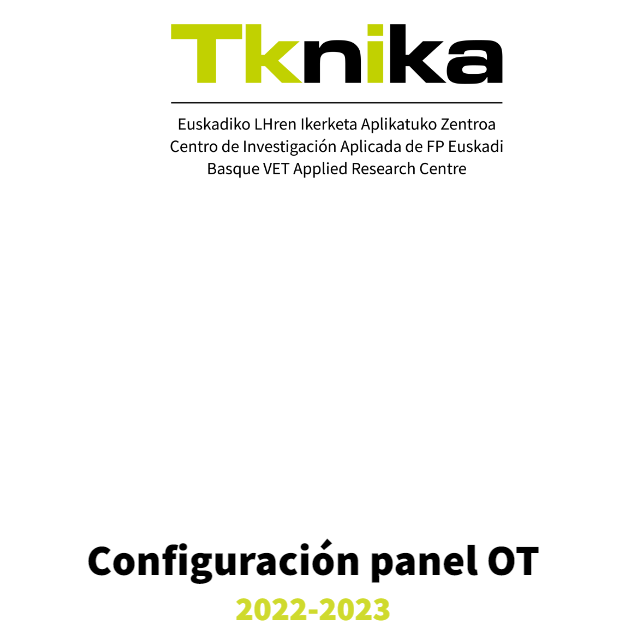 Tknika
Euskadiko LHren Ikerketa Aplikatuko Zentroa
Centro de Investigación Aplicada de FP Euskadi
Basque VET Applied Research Centre
Configuración panel OT
2022-2023